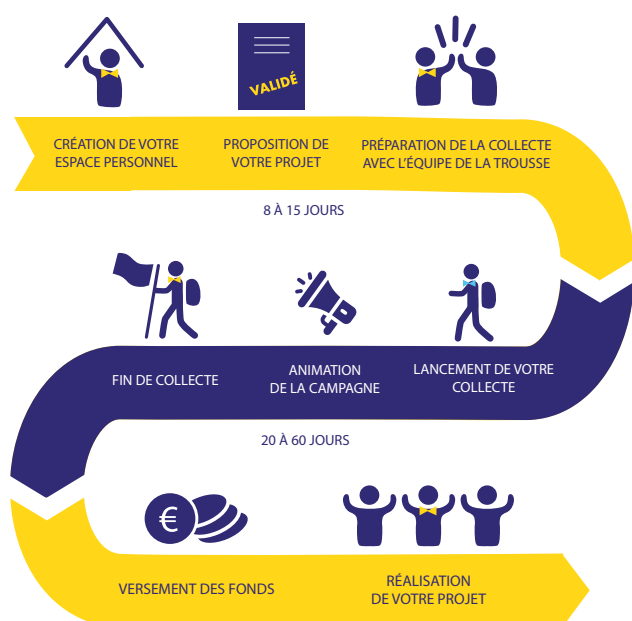 VALIDÉ
CRÉATION DE VOTRE
ESPACE PERSONNEL
PROPOSITION DE
VOTRE PROJET
PRÉPARATION DE LA COLLECTE
AVEC L'ÉQUIPE DE LA TROUSSE
8 À 15 JOURS
LANCEMENT DE VOTRE
COLLECTE
ANIMATION
DE LA CAMPAGNE
FIN DE COLLECTE
20 À 60 JOURS
€
VERSEMENT DES FONDS
RÉALISATION
DE VOTRE PROJET